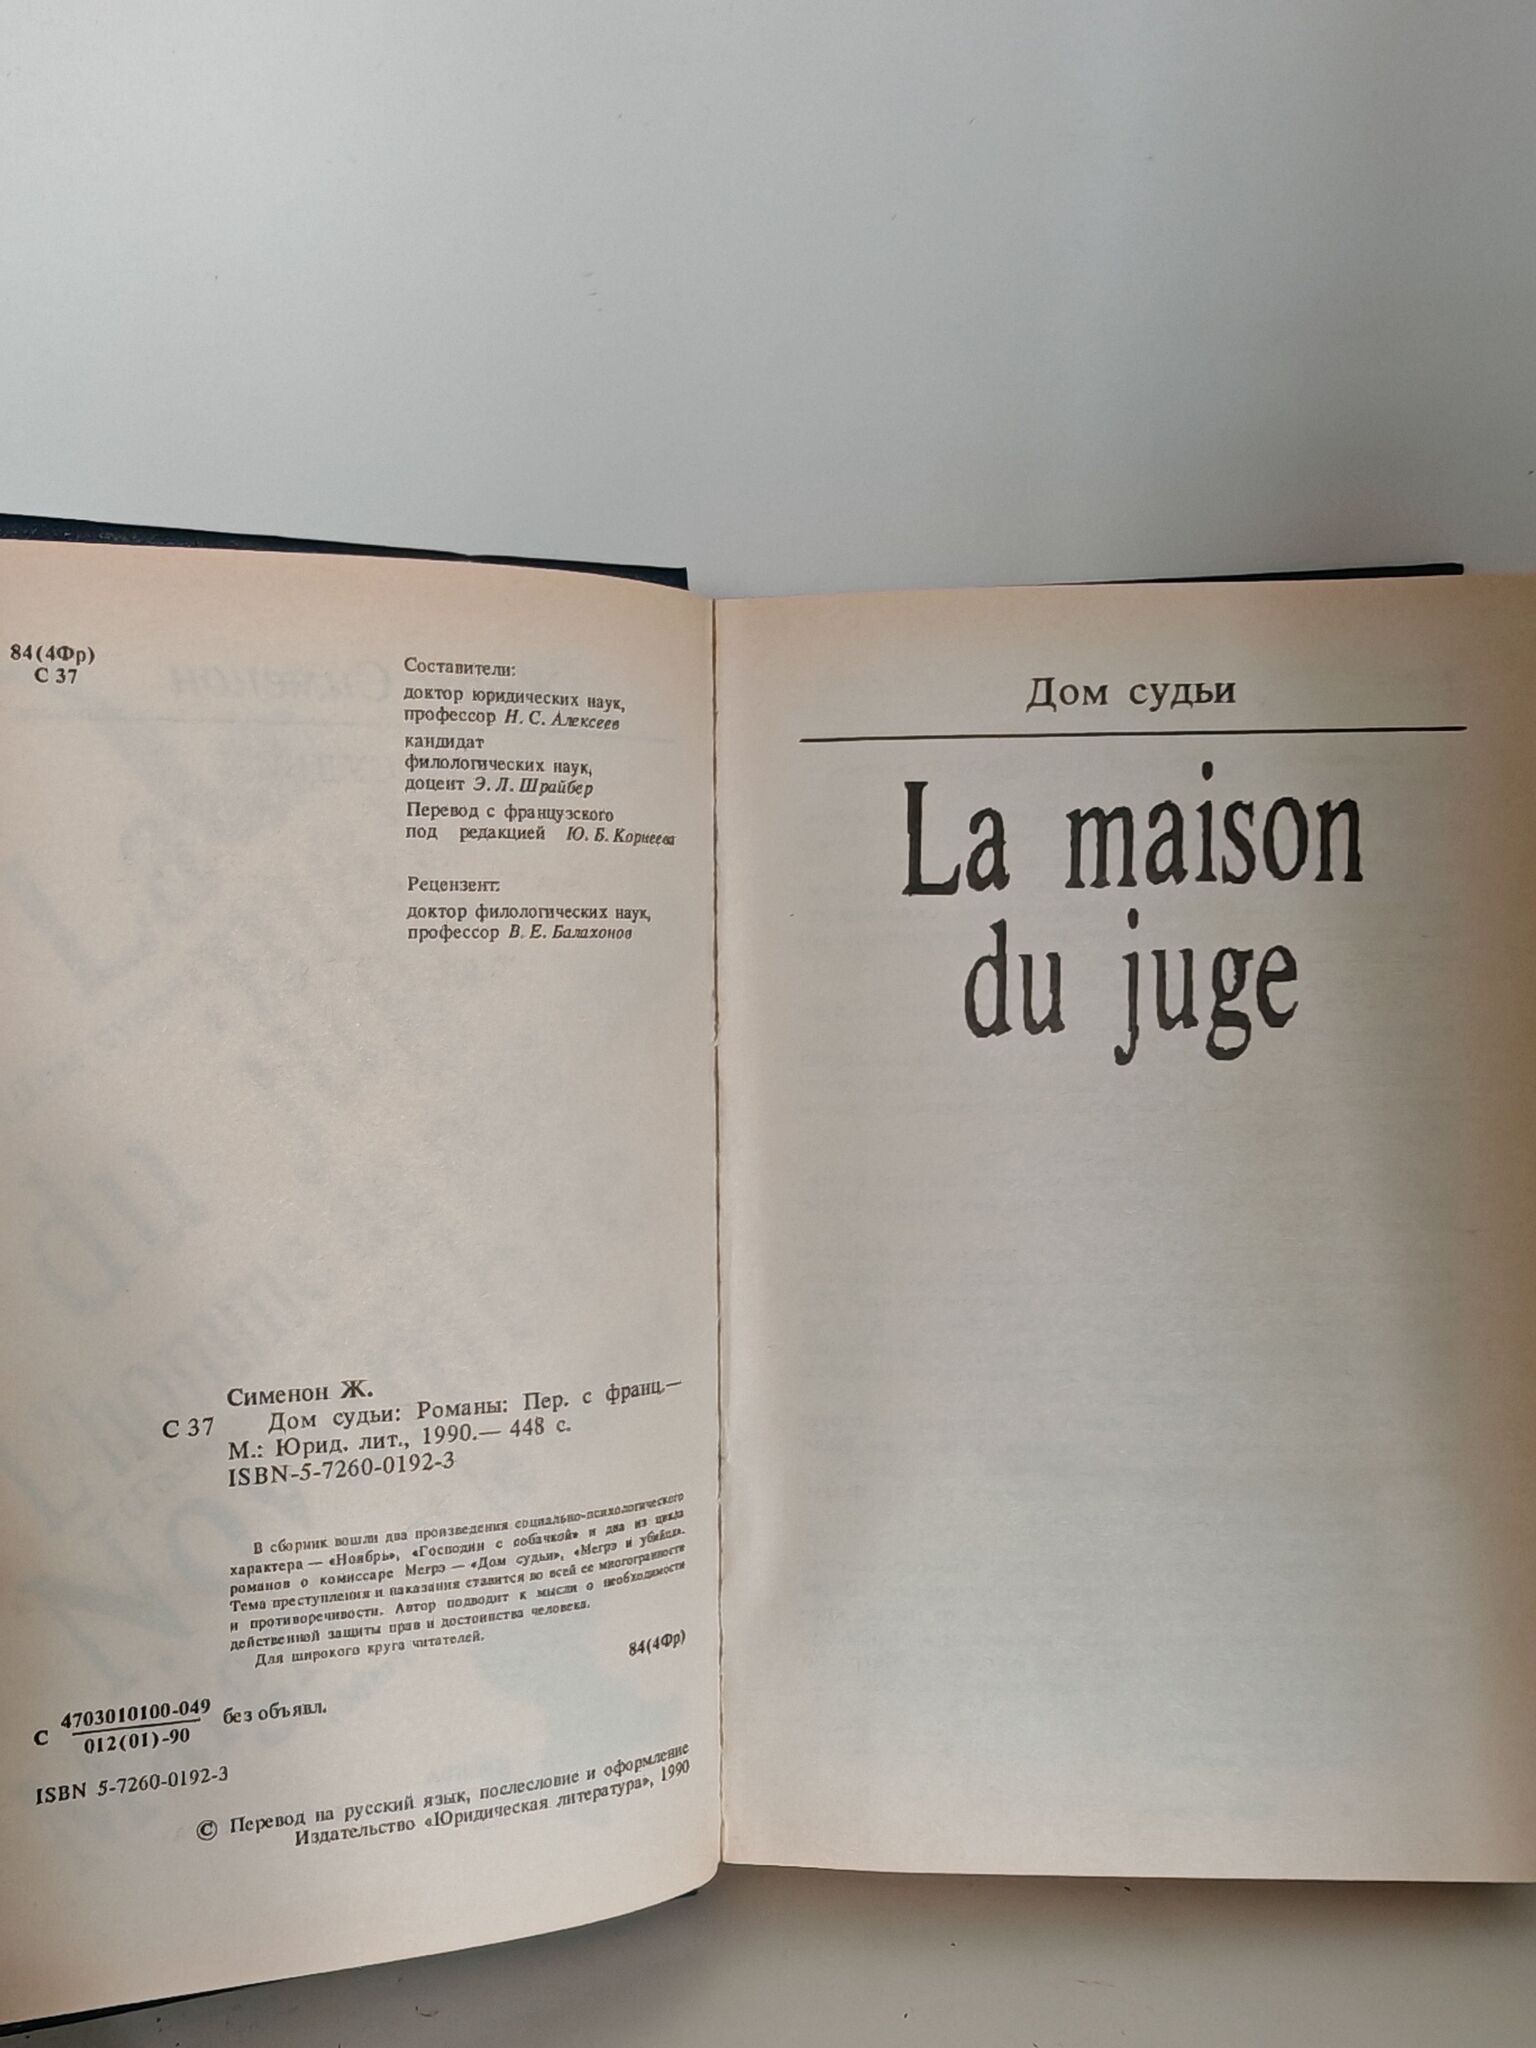 84(4Фр)
С 37
Составители:
доктор юридических наук,
профессор Н. С. Алексеев
кандидат
филологических наук,
доцент Э. Л. Шрайбер
Перевод с французского
под редакцией Ю. Б. Корнеева
Рецензент:
доктор филологических наук,
профессор В. Е. Балахонов
Сименон Ж.
С 37 Дом судьи: Романы: Пер. с франц.—
М.: Юрид. лит., 1990.— 448 с.
ISBN-5-7260-0192-3
В сборник вошли два произведения социально-психологического
характера — «Ноябрь», «Господин с собачкой» и два из цикла
романов о комиссаре Мегрэ — «Дом судьи», «Мегрэ и убийца».
Тема преступления и наказания ставится во всей ее многогранности
и противоречивости. Автор подводит к мысли о необходимости
действенной защиты прав и достоинства человека.
Для широкого круга читателей.
84(4Фр)
С 4703010100-049 без объявл.
012(01)-90
ISBN 5-7260-0192-3
© Перевод на русский язык, послесловие и оформление
Издательство «Юридическая литература», 1990
Дом судьи
La maison
du juge